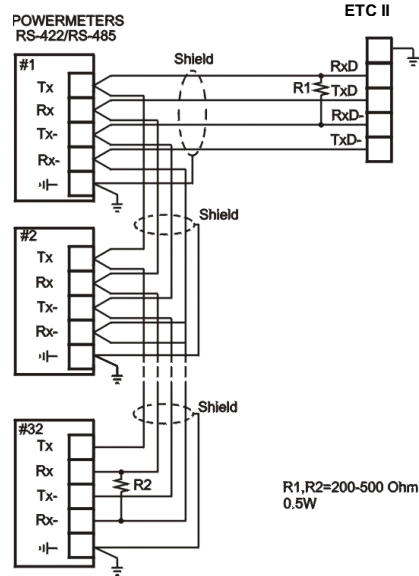 ETC II
POWERMETERS
RS-422/RS-485
#1
Shield
RxD
Tx
R1
TxD
Rx
RxD-
Tx-
TxD-
Rx-
Shield
#2
Tx
Rx
Tx-
Rx-
Shield
#32
Tx
Rx
R2
Tx-
Rx-
R1,R2=200-500 Ohm
0.5W